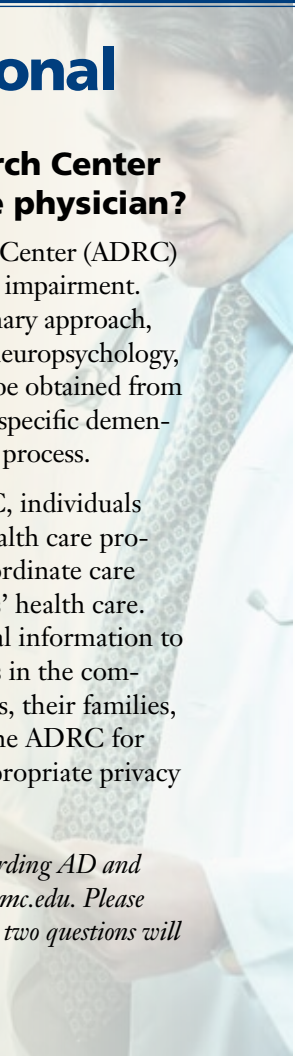 onal
rch Center
e physician?
Center (ADRC)
impairment.
nary approach,
neuropsychology,
be obtained from
specific demen-
process.
C, individuals
alth care pro-
ordinate care
s’ health care.
al information to
s in the com-
s, their families,
he ADRC for
propriate privacy
arding AD and
mc.edu. Please
two questions will